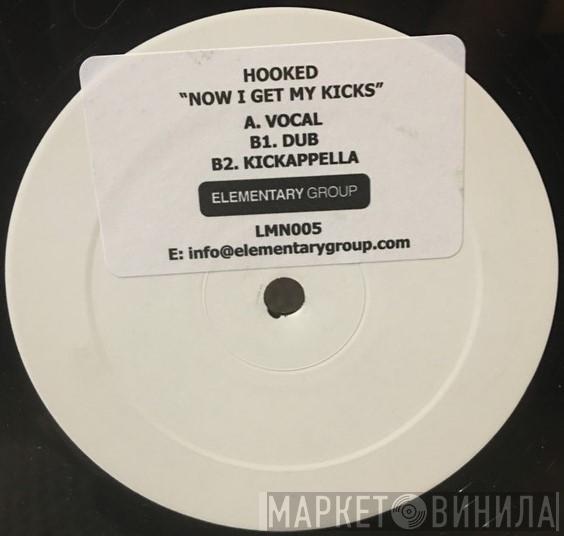 HOOKED
"NOW I GET MY KICKS"
A. VOCAL
B1. DUB
B2. KICKAPPELLA
ELEMENTARY GROUP
LMN005
E: info@elementarygroup.com
МАРКЕТ ВИНИЛА